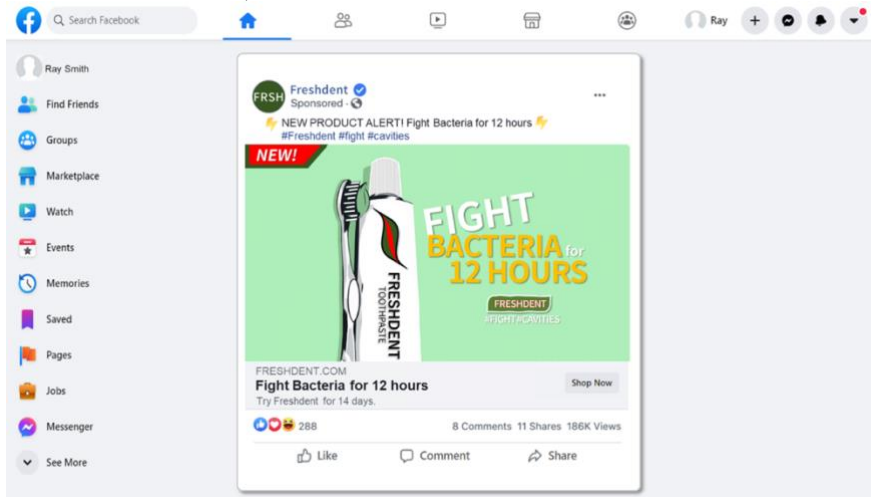 Search Facebook
Ray
Ray Smith
Find Friends
Groups
Marketplace
Watch
Events
Memories
Saved
Pages
Jobs
Messenger
See More
FRSH
Freshdent
Sponsored ·
NEW PRODUCT ALERT! Fight Bacteria for 12 hours
#Freshdent #fight #cavities
NEW!
FRESHDENT
TOOTHPASTE
FIGHT
BACTERIA for
12 HOURS
FRESHDENT
#FIGHT #CAVITIES
FRESHDENT.COM
Fight Bacteria for 12 hours
Try Freshdent for 14 days.
Shop Now
288
8 Comments 11 Shares 186K Views
Like Comment Share